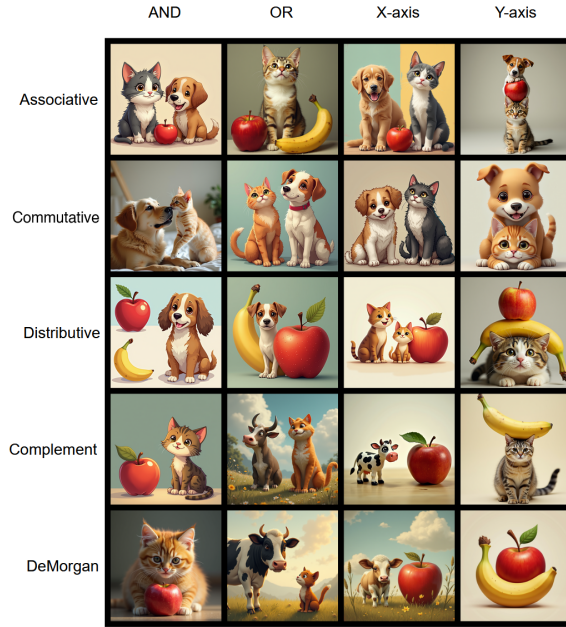 AND OR X-axis Y-axis
Associative
Commutative
Distributive
Complement
DeMorgan